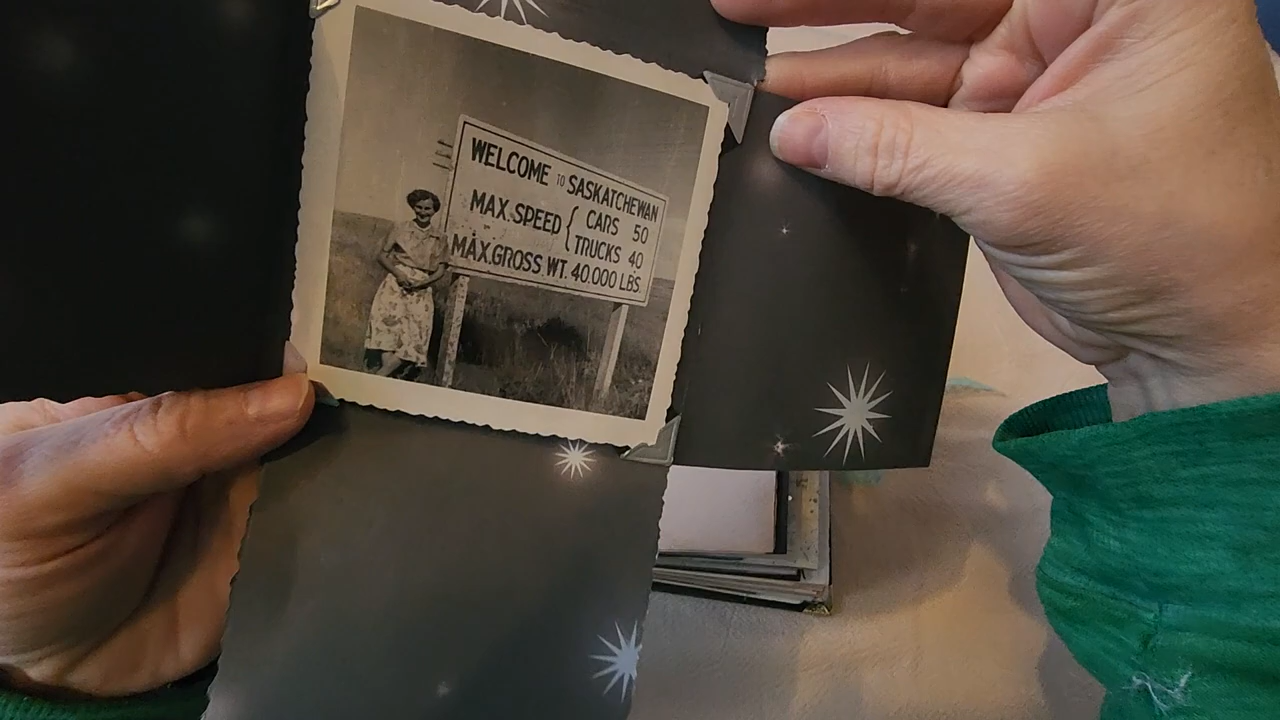 WELCOME TO SASKATCHEWAN
MAX. SPEED { CARS 50
TRUCKS 40
MAX. GROSS WT. 40.000 LBS.